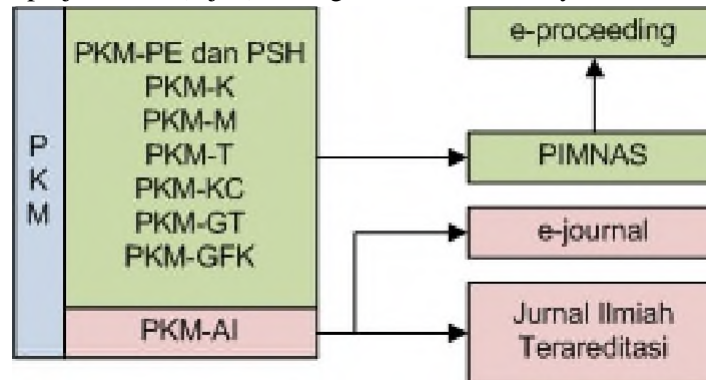 P
K
M
PKM-PE dan PSH
PKM-K
PKM-M
PKM-T
PKM-KC
PKM-GT
PKM-GFK
PKM-AI
e-proceeding
PIMNAS
e-journal
Jurnal Ilmiah
Terareditasi